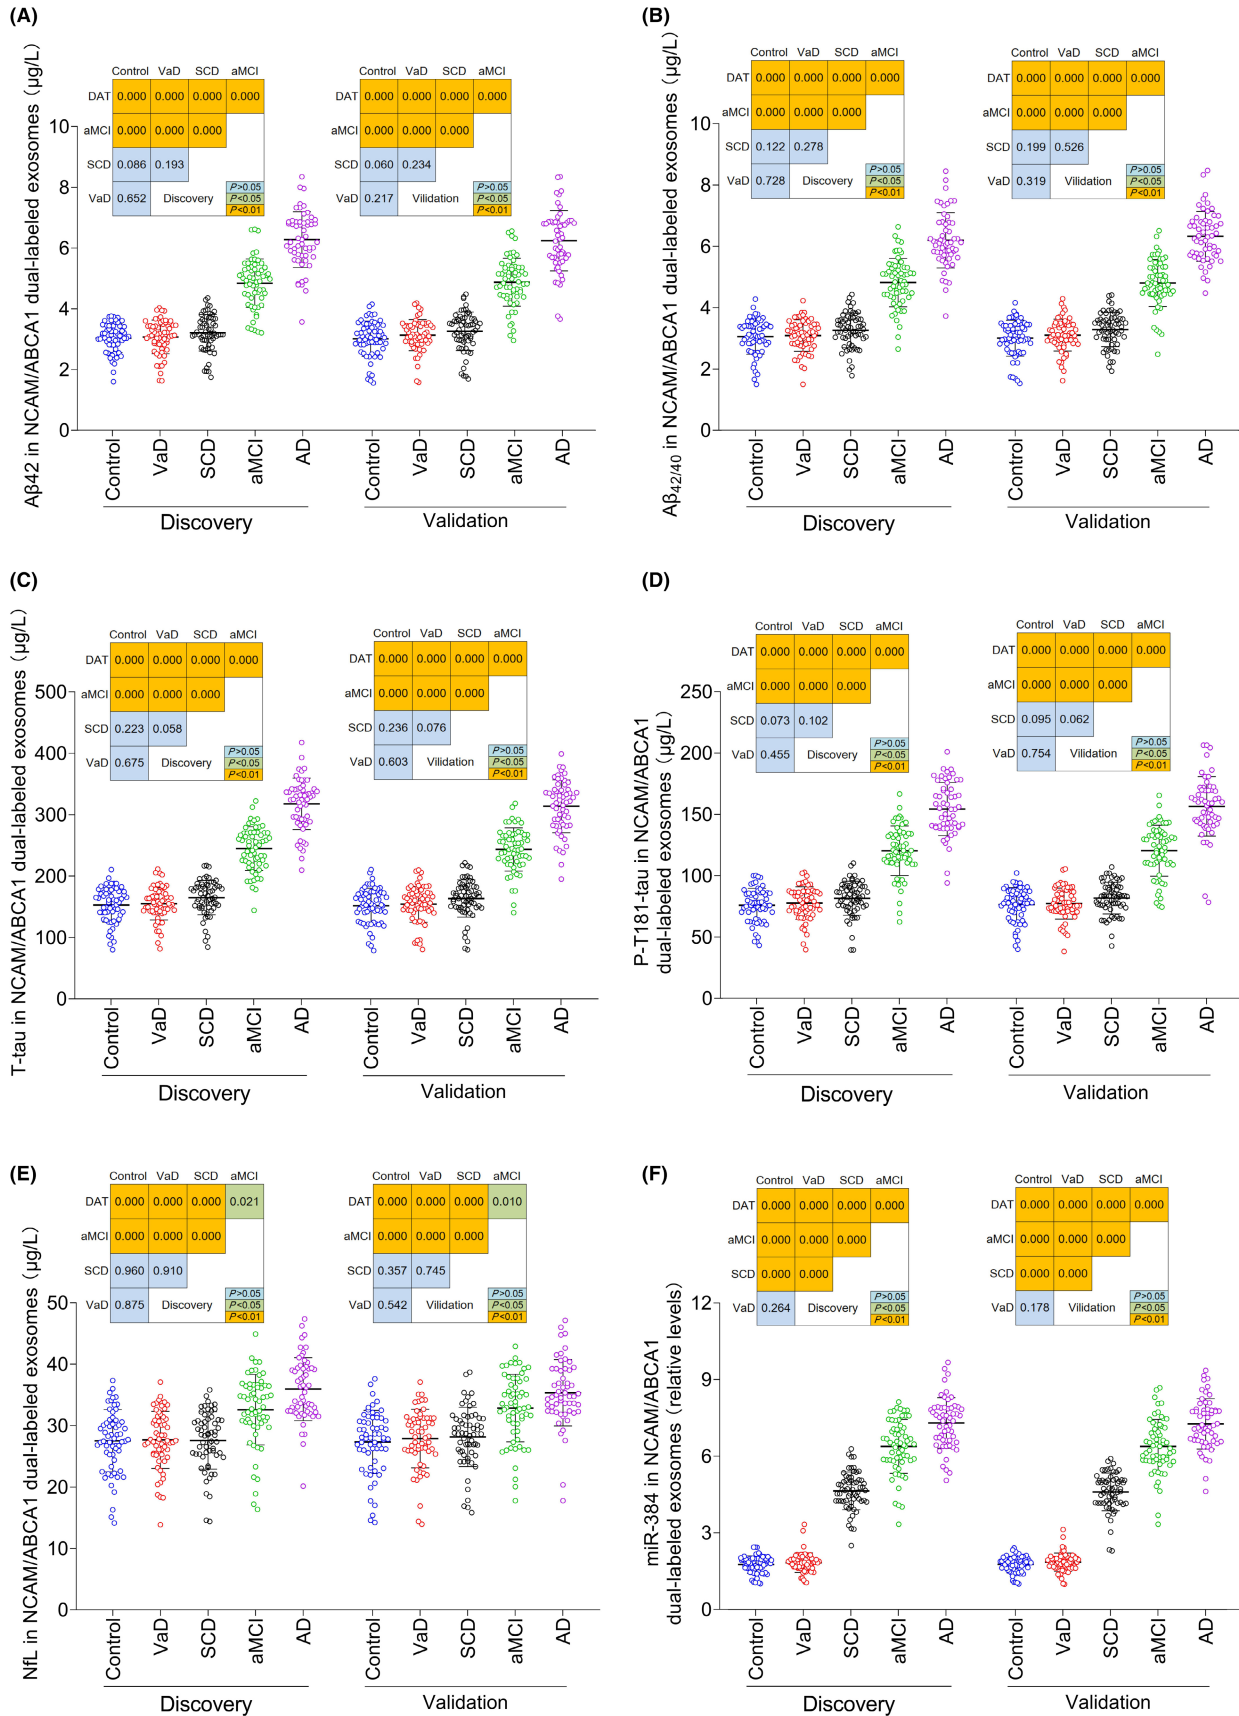 (A)
Aβ42 in NCAM/ABCA1 dual-labeled exosomes (μg/L)
Control VaD SCD aMCI
DAT 0.000 0.000 0.000 0.000
aMCI 0.000 0.000 0.000
SCD 0.086 0.193
VaD 0.652 Discovery
P>0.05
P<0.05
P<0.01
Control VaD SCD aMCI
0.000 0.000 0.000 0.000
0.000 0.000 0.000
0.060 0.234
0.217 Vilidation
P>0.05
P<0.05
P<0.01
10
8
6
4
2
0
Control VaD SCD aMCI AD
Discovery
Control VaD SCD aMCI AD
Validation
(B)
Aβ42/40 in NCAM/ABCA1 dual-labeled exosomes (μg/L)
Control VaD SCD aMCI
DAT 0.000 0.000 0.000 0.000
aMCI 0.000 0.000 0.000
SCD 0.122 0.278
VaD 0.728 Discovery
P>0.05
P<0.05
P<0.01
Control VaD SCD aMCI
DAT 0.000 0.000 0.000 0.000
aMCI 0.000 0.000 0.000
SCD 0.199 0.526
VaD 0.319 Vilidation
P>0.05
P<0.05
P<0.01
10
8
6
4
2
0
Control VaD SCD aMCI AD
Discovery
Control VaD SCD aMCI AD
Validation
(C)
T-tau in NCAM/ABCA1 dual-labeled exosomes (μg/L)
Control VaD SCD aMCI
DAT 0.000 0.000 0.000 0.000
aMCI 0.000 0.000 0.000
SCD 0.223 0.058
VaD 0.675 Discovery
P>0.05
P<0.05
P<0.01
Control VaD SCD aMCI
DAT 0.000 0.000 0.000 0.000
aMCI 0.000 0.000 0.000
SCD 0.236 0.076
VaD 0.603 Vilidation
P>0.05
P<0.05
P<0.01
500
400
300
200
100
0
Control VaD SCD aMCI AD
Discovery
Control VaD SCD aMCI AD
Validation
(D)
P-T181-tau in NCAM/ABCA1
dual-labeled exosomes (μg/L)
Control VaD SCD aMCI
DAT 0.000 0.000 0.000 0.000
aMCI 0.000 0.000 0.000
SCD 0.073 0.102
VaD 0.455 Discovery
P>0.05
P<0.05
P<0.01
Control VaD SCD aMCI
DAT 0.000 0.000 0.000 0.000
aMCI 0.000 0.000 0.000
SCD 0.095 0.062
VaD 0.754 Vilidation
P>0.05
P<0.05
P<0.01
250
200
150
100
50
0
Control VaD SCD aMCI AD
Discovery
Control VaD SCD aMCI AD
Validation
(E)
NfL in NCAM/ABCA1 dual-labeled exosomes (μg/L)
Control VaD SCD aMCI
DAT 0.000 0.000 0.000 0.021
aMCI 0.000 0.000 0.000
SCD 0.960 0.910
VaD 0.875 Discovery
P>0.05
P<0.05
P<0.01
Control VaD SCD aMCI
DAT 0.000 0.000 0.000 0.010
aMCI 0.000 0.000 0.000
SCD 0.357 0.745
VaD 0.542 Vilidation
P>0.05
P<0.05
P<0.01
50
40
30
20
10
0
Control VaD SCD aMCI AD
Discovery
Control VaD SCD aMCI AD
Validation
(F)
miR-384 in NCAM/ABCA1
dual-labeled exosomes (relative levels)
Control VaD SCD aMCI
DAT 0.000 0.000 0.000 0.000
aMCI 0.000 0.000 0.000
SCD 0.000 0.000
VaD 0.264 Discovery
P>0.05
P<0.05
P<0.01
Control VaD SCD aMCI
DAT 0.000 0.000 0.000 0.000
aMCI 0.000 0.000 0.000
SCD 0.000 0.000
VaD 0.178 Vilidation
P>0.05
P<0.05
P<0.01
12
9
6
3
0
Control VaD SCD aMCI AD
Discovery
Control VaD SCD aMCI AD
Validation